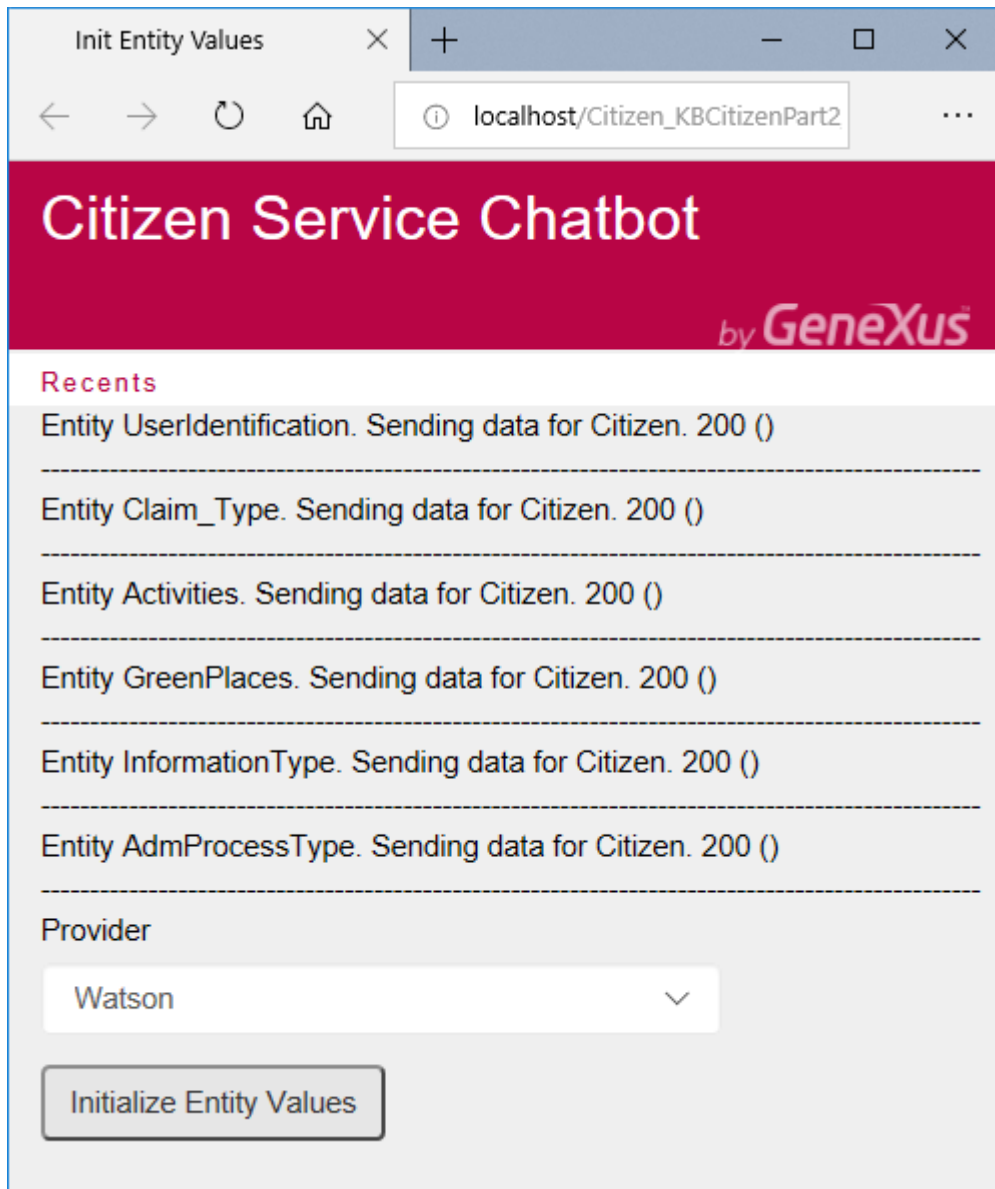 Init Entity Values
localhost/Citizen_KBCitizenPart2
Citizen Service Chatbot
by GeneXus™
Recents
Entity UserIdentification. Sending data for Citizen. 200 ()
--------------------------------------------------------------------------------------------
Entity Claim_Type. Sending data for Citizen. 200 ()
--------------------------------------------------------------------------------------------
Entity Activities. Sending data for Citizen. 200 ()
--------------------------------------------------------------------------------------------
Entity GreenPlaces. Sending data for Citizen. 200 ()
--------------------------------------------------------------------------------------------
Entity InformationType. Sending data for Citizen. 200 ()
--------------------------------------------------------------------------------------------
Entity AdmProcessType. Sending data for Citizen. 200 ()
--------------------------------------------------------------------------------------------
Provider
Watson
Initialize Entity Values